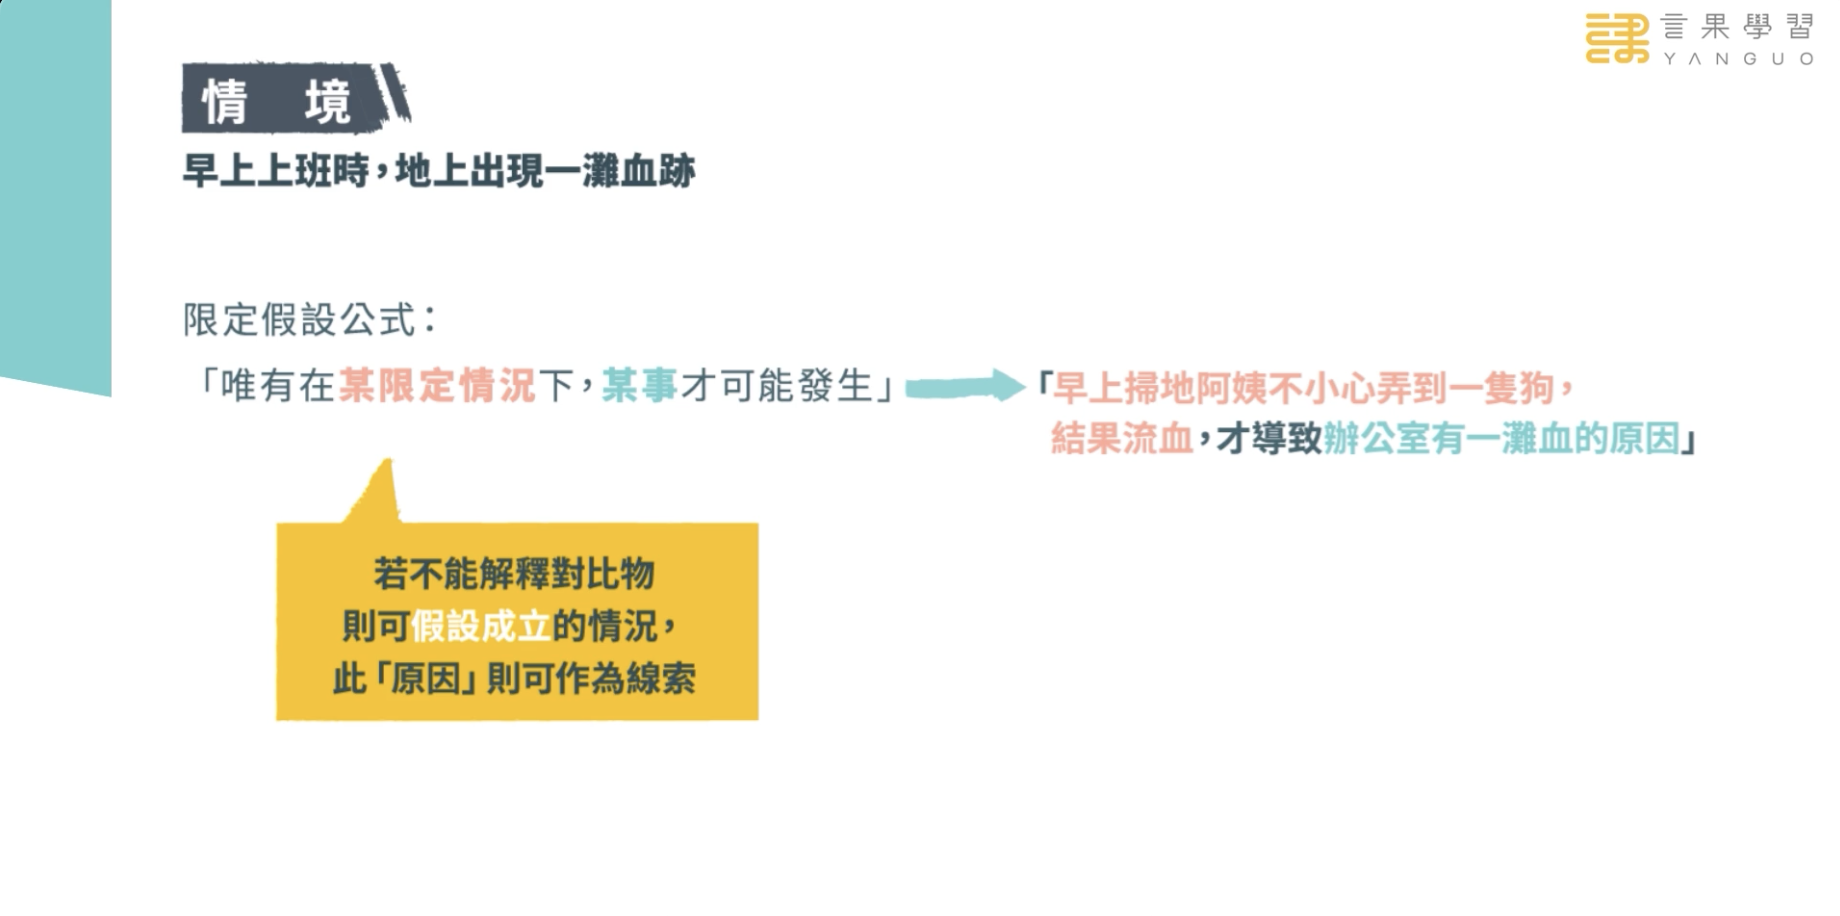 言果學習
YANGUO
情 境
早上上班時，地上出現一灘血跡
限定假設公式：
「唯有在某限定情況下，某事才可能發生」
「早上掃地阿姨不小心弄到一隻狗，
結果流血，才導致辦公室有一灘血的原因」
若不能解釋對比物
則可假設成立的情況，
此「原因」則可作為線索